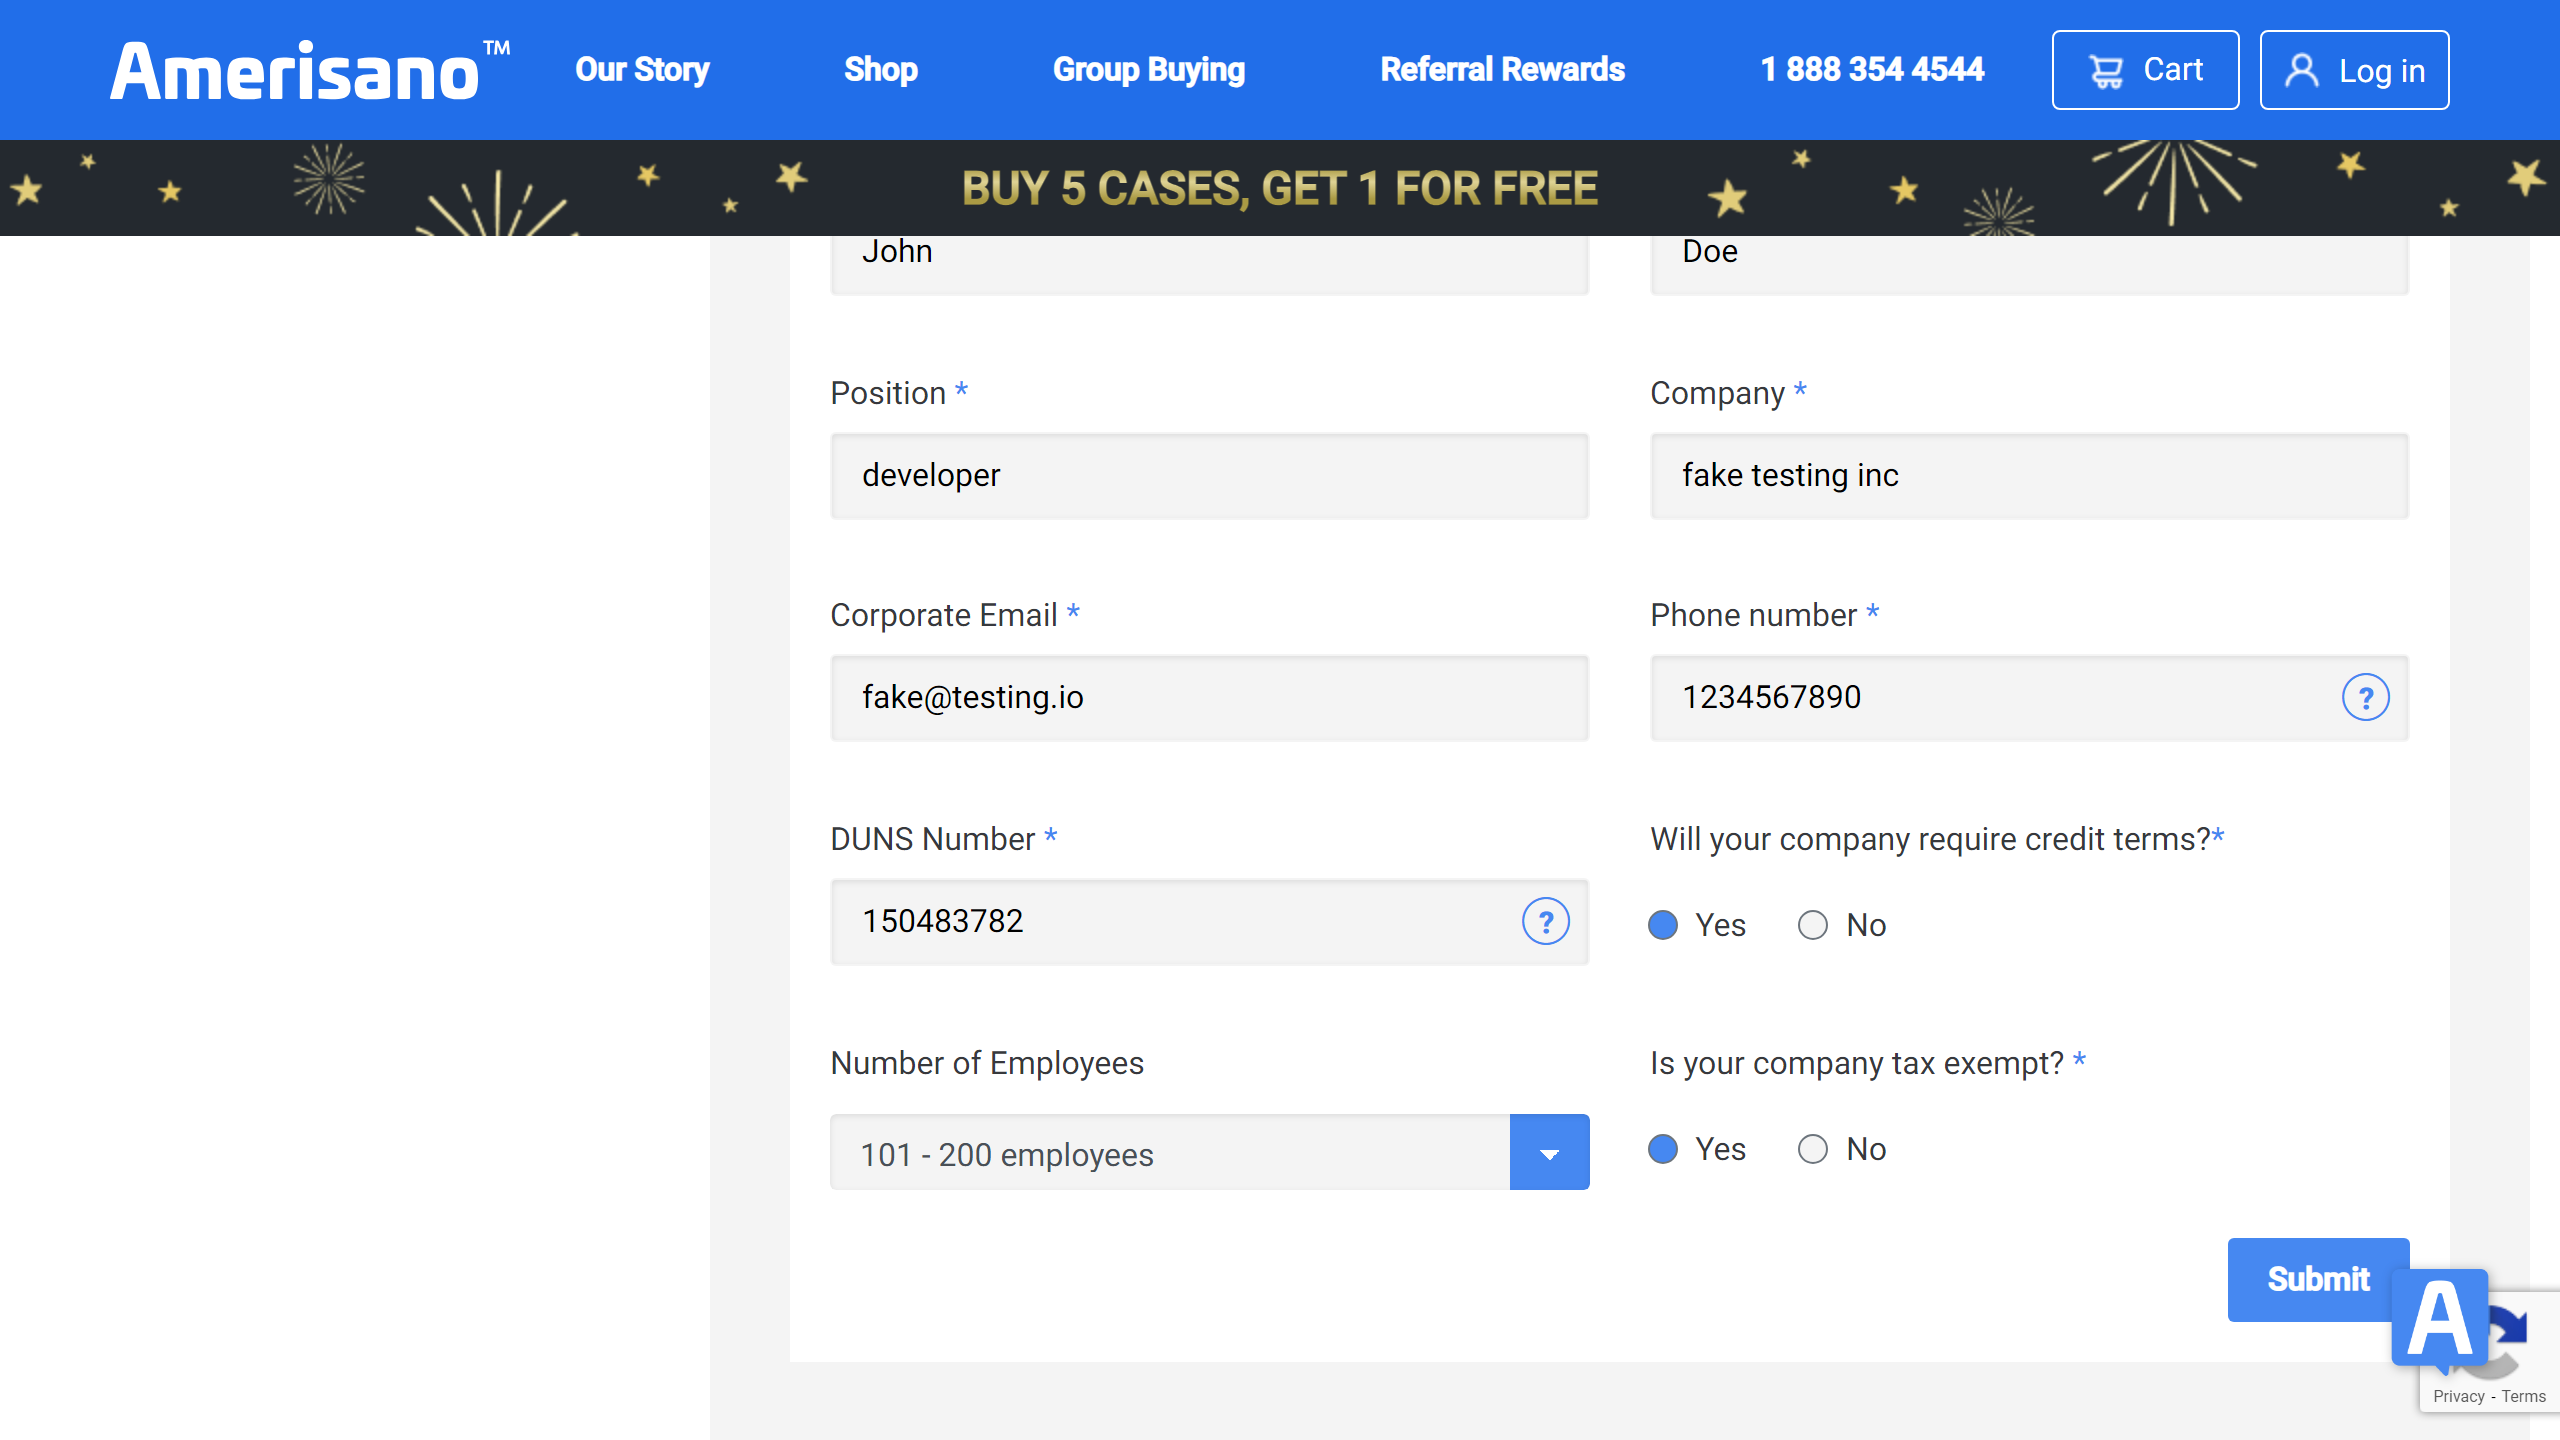 Amerisano™
Our Story
Shop
Group Buying
Referral Rewards
1 888 354 4544
Cart
Log in
BUY 5 CASES, GET 1 FOR FREE
John
Doe
Position *
Company *
developer
fake testing inc
Corporate Email *
Phone number *
fake@testing.io
1234567890
?
DUNS Number *
Will your company require credit terms?*
150483782
?
Yes
No
Number of Employees
Is your company tax exempt? *
101 - 200 employees
Yes
No
Submit
A
Privacy - Terms